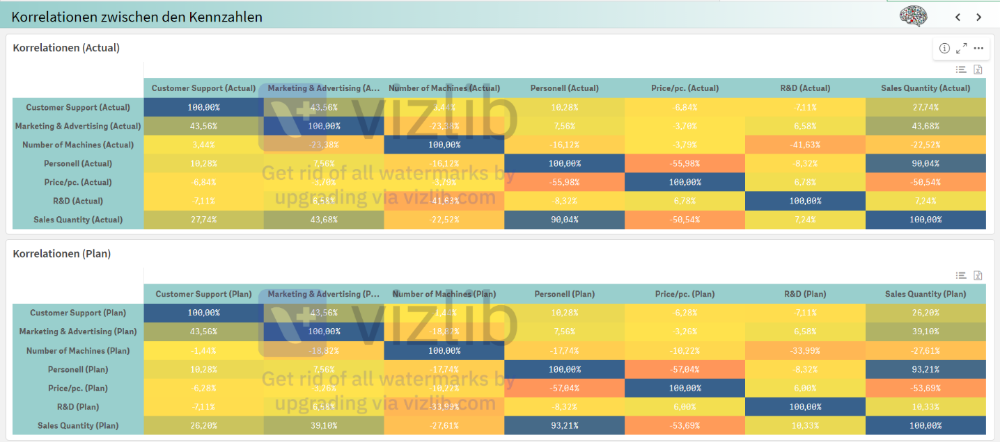 Korrelationen zwischen den Kennzahlen
Korrelationen (Actual)
Customer Support (Actual) Marketing & Advertising (A... Number of Machines (Actual) Personell (Actual) Price/pc. (Actual) R&D (Actual) Sales Quantity (Actual)
Customer Support (Actual) 100,00% 43,56% 3,44% 10,28% -6,84% -7,11% 27,74%
Marketing & Advertising (Actual) 43,56% 100,00% -23,38% 7,56% -3,70% 6,58% 43,68%
Number of Machines (Actual) 3,44% -23,38% 100,00% -16,12% -3,79% -41,63% -22,52%
Personell (Actual) 10,28% 7,56% -16,12% 100,00% -55,98% -8,32% 90,04%
Price/pc. (Actual) -6,84% -3,70% -3,79% -55,98% 100,00% 6,78% -50,54%
R&D (Actual) -7,11% 6,58% -41,63% -8,32% 6,78% 100,00% 7,24%
Sales Quantity (Actual) 27,74% 43,68% -22,52% 90,04% -50,54% 7,24% 100,00%
vizlib
Get rid of all watermarks by
upgrading via vizlib.com
Korrelationen (Plan)
Customer Support (Plan) Marketing & Advertising (P... Number of Machines (Plan) Personell (Plan) Price/pc. (Plan) R&D (Plan) Sales Quantity (Plan)
Customer Support (Plan) 100,00% 43,56% -1,44% 10,28% -6,28% -7,11% 26,20%
Marketing & Advertising (Plan) 43,56% 100,00% -18,82% 7,56% -3,26% 6,58% 39,10%
Number of Machines (Plan) -1,44% -18,82% 100,00% -17,74% -10,22% -33,99% -27,61%
Personell (Plan) 10,28% 7,56% -17,74% 100,00% -57,04% -8,32% 93,21%
Price/pc. (Plan) -6,28% -3,26% -10,22% -57,04% 100,00% 6,00% -53,69%
R&D (Plan) -7,11% 6,58% -33,99% -8,32% 6,00% 100,00% 10,33%
Sales Quantity (Plan) 26,20% 39,10% -27,61% 93,21% -53,69% 10,33% 100,00%
vizlib
Get rid of all watermarks by
upgrading via vizlib.com